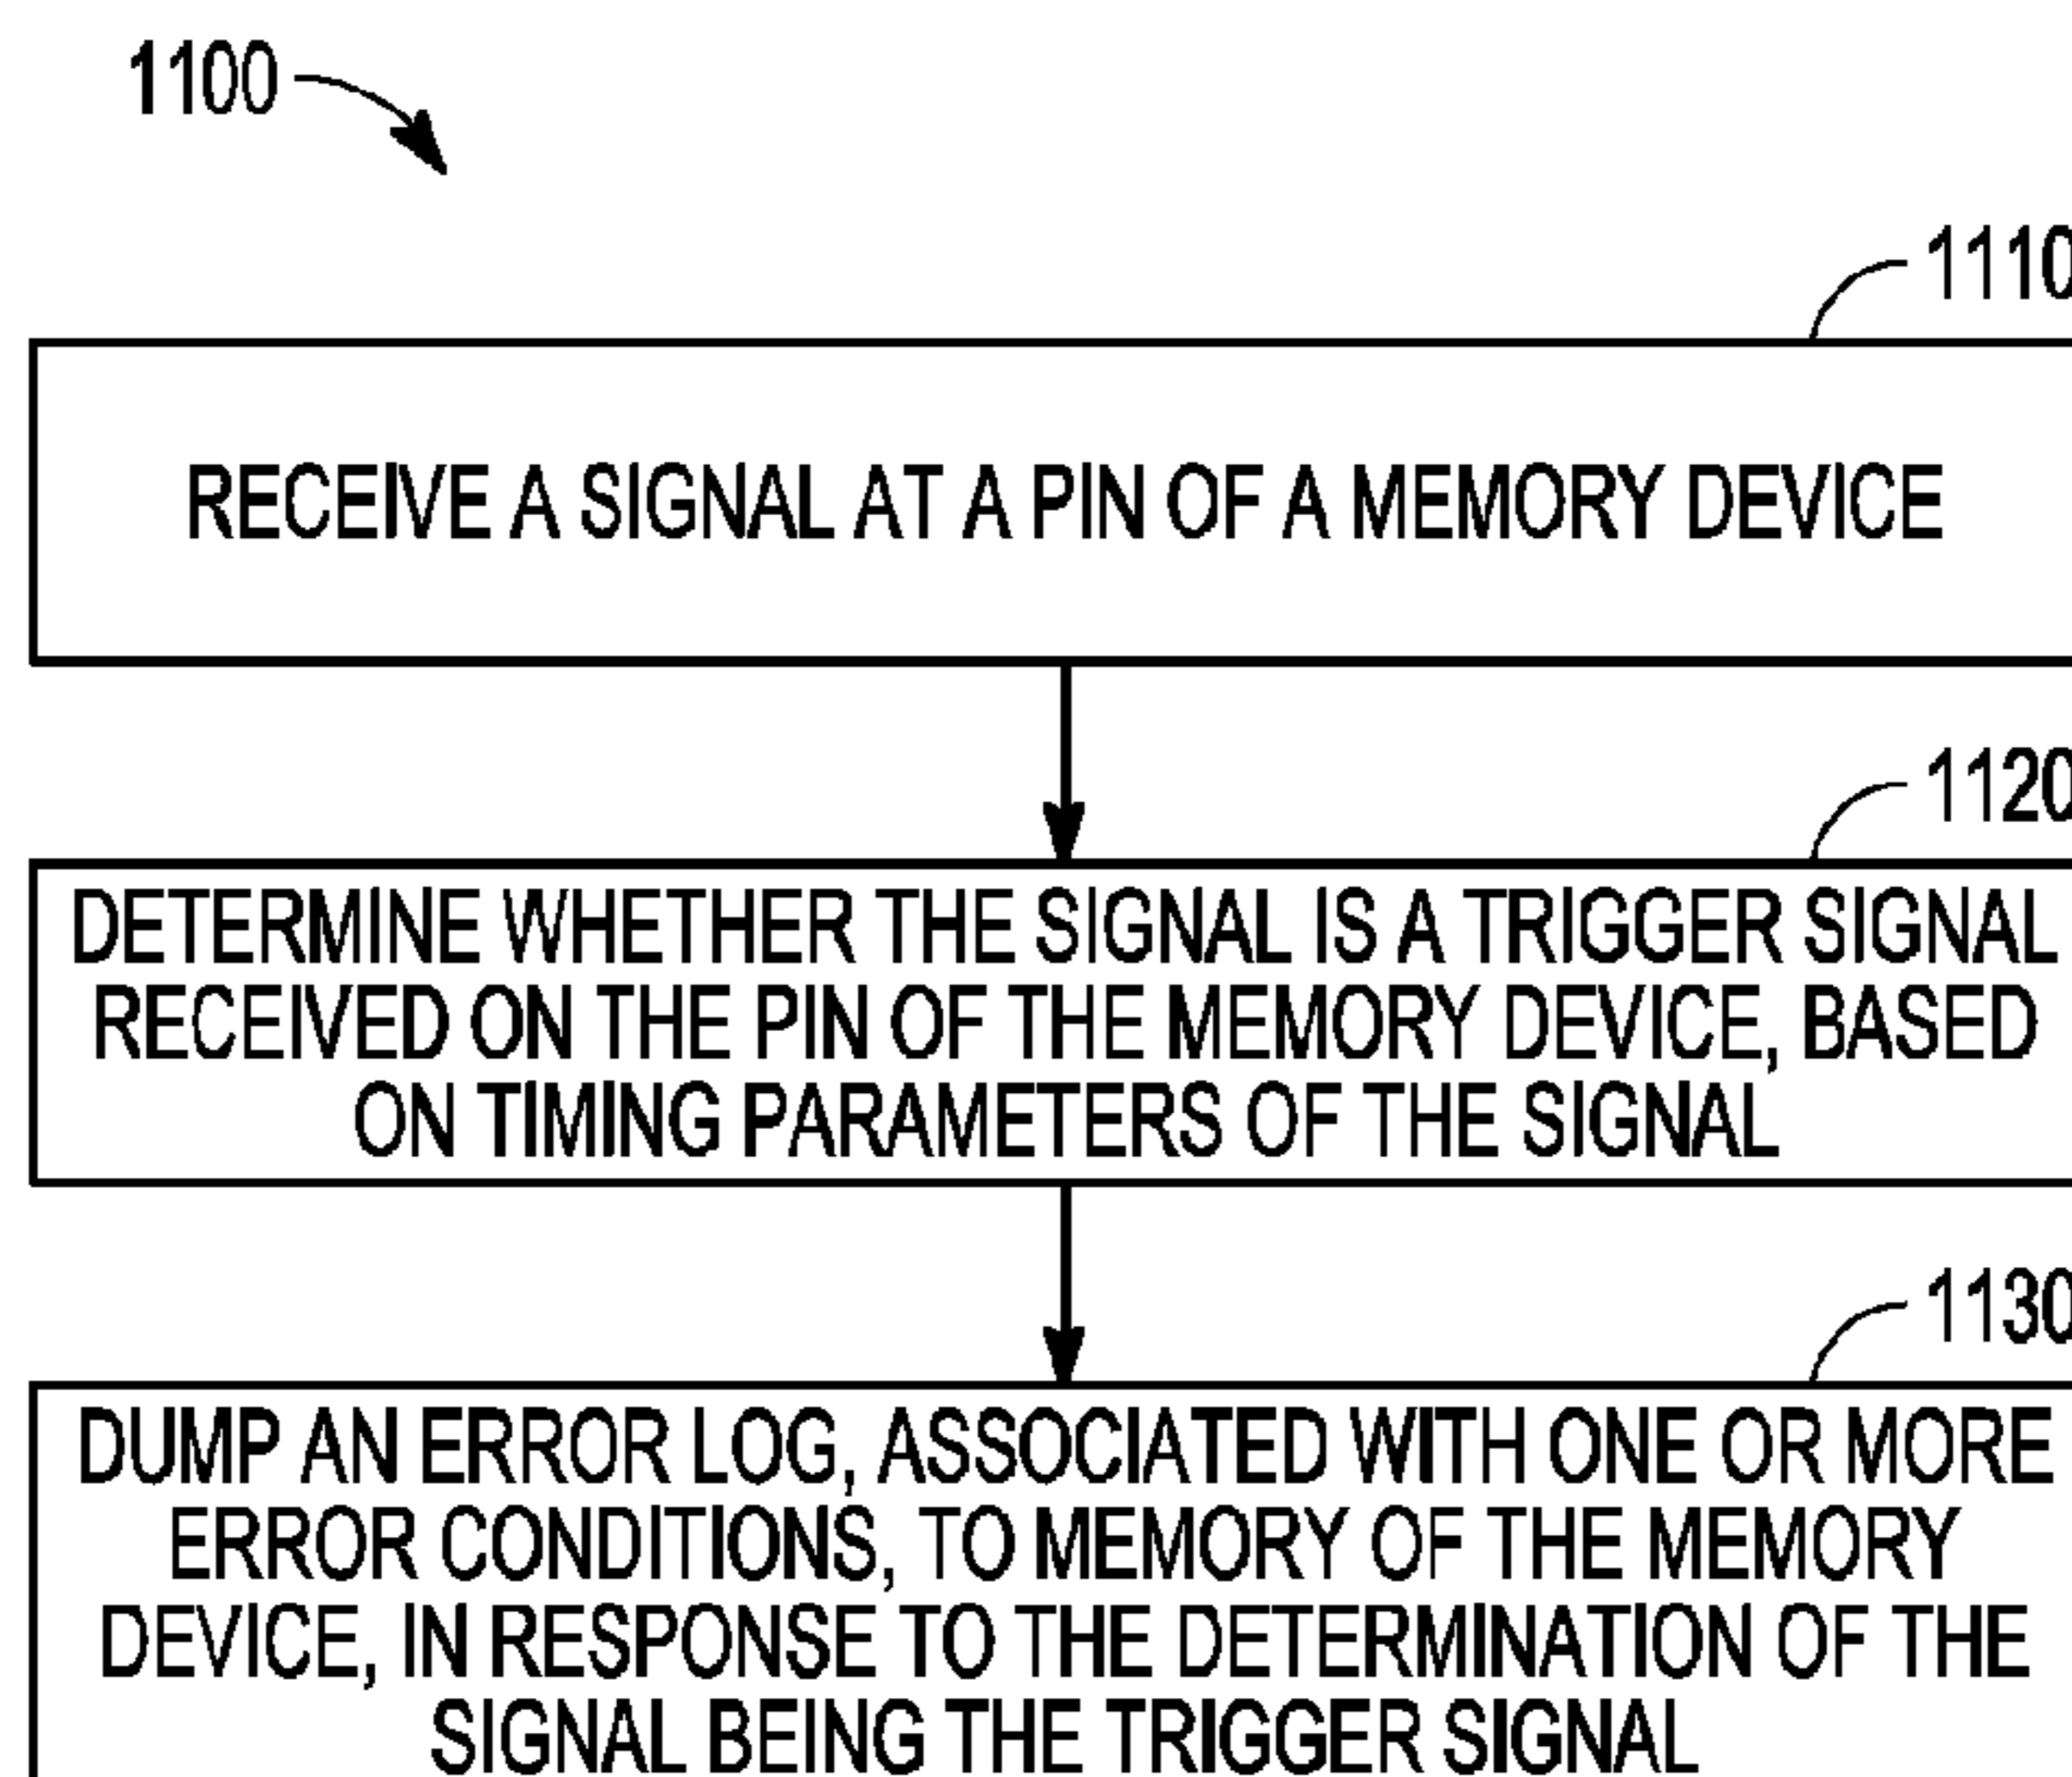 1100
1110
RECEIVE A SIGNAL AT A PIN OF A MEMORY DEVICE
1120
DETERMINE WHETHER THE SIGNAL IS A TRIGGER SIGNAL
RECEIVED ON THE PIN OF THE MEMORY DEVICE, BASED
ON TIMING PARAMETERS OF THE SIGNAL
1130
DUMP AN ERROR LOG, ASSOCIATED WITH ONE OR MORE
ERROR CONDITIONS, TO MEMORY OF THE MEMORY
DEVICE, IN RESPONSE TO THE DETERMINATION OF THE
SIGNAL BEING THE TRIGGER SIGNAL